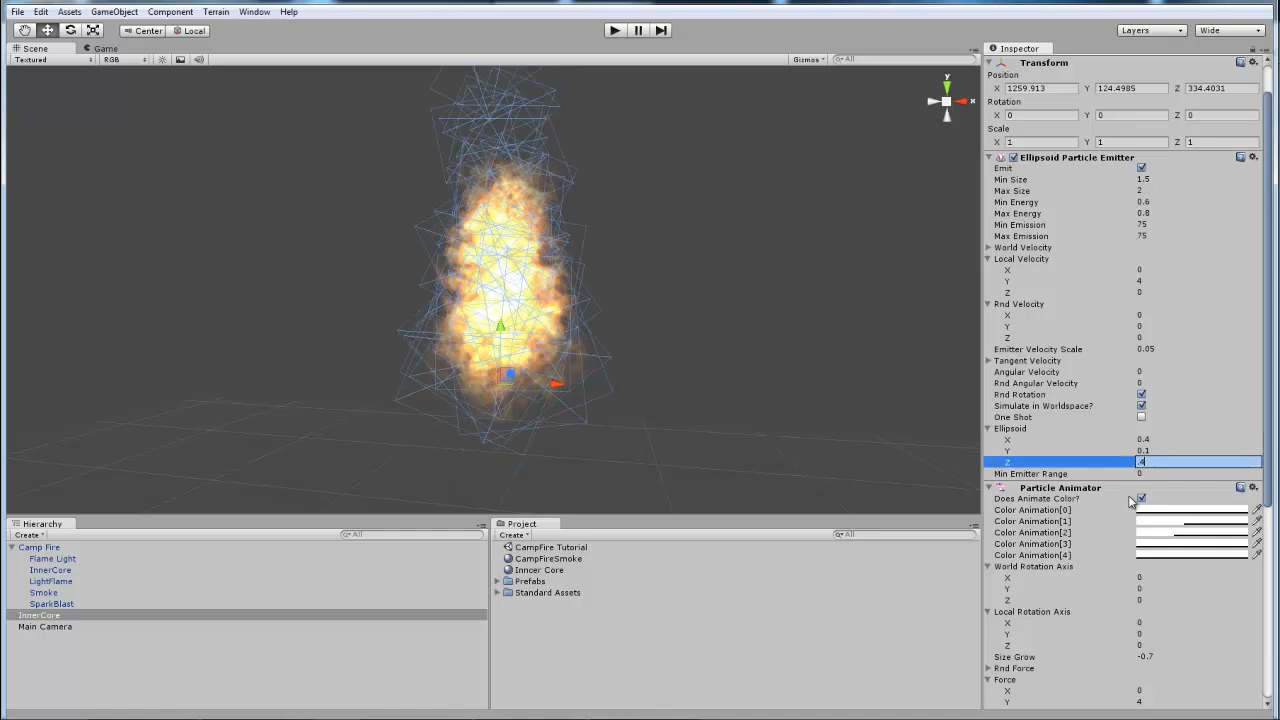 File Edit Assets GameObject Component Terrain Window Help
Center Local Layers Wide
Scene Game Inspector
Textured RGB Gizmos All
Transform
Position
X 1259.913 Y 124.4985 Z 334.4031
Rotation
X 0 Y 0 Z 0
Scale
X 1 Y 1 Z 1
Ellipsoid Particle Emitter
Emit
Min Size 1.5
Max Size 2
Min Energy 0.6
Max Energy 0.8
Min Emission 75
Max Emission 75
World Velocity
Local Velocity
X 0
Y 4
Z 0
Rnd Velocity
X 0
Y 0
Z 0
Emitter Velocity Scale 0.05
Tangent Velocity
Angular Velocity 0
Rnd Angular Velocity 0
Rnd Rotation
Simulate in Worldspace?
One Shot
Ellipsoid
X 0.4
Y 0.1
Z .4
Min Emitter Range 0
Particle Animator
Does Animate Color?
Color Animation[0]
Color Animation[1]
Color Animation[2]
Color Animation[3]
Color Animation[4]
World Rotation Axis
X 0
Y 0
Z 0
Local Rotation Axis
X 0
Y 0
Z 0
Size Grow -0.7
Rnd Force
Force
X 0
Y 4
y
x
Hierarchy
Create All
Camp Fire
Flame Light
InnerCore
LightFlame
Smoke
SparkBlast
InnerCore
Main Camera
Project
Create All
CampFire Tutorial
CampFireSmoke
Inncer Core
Prefabs
Standard Assets